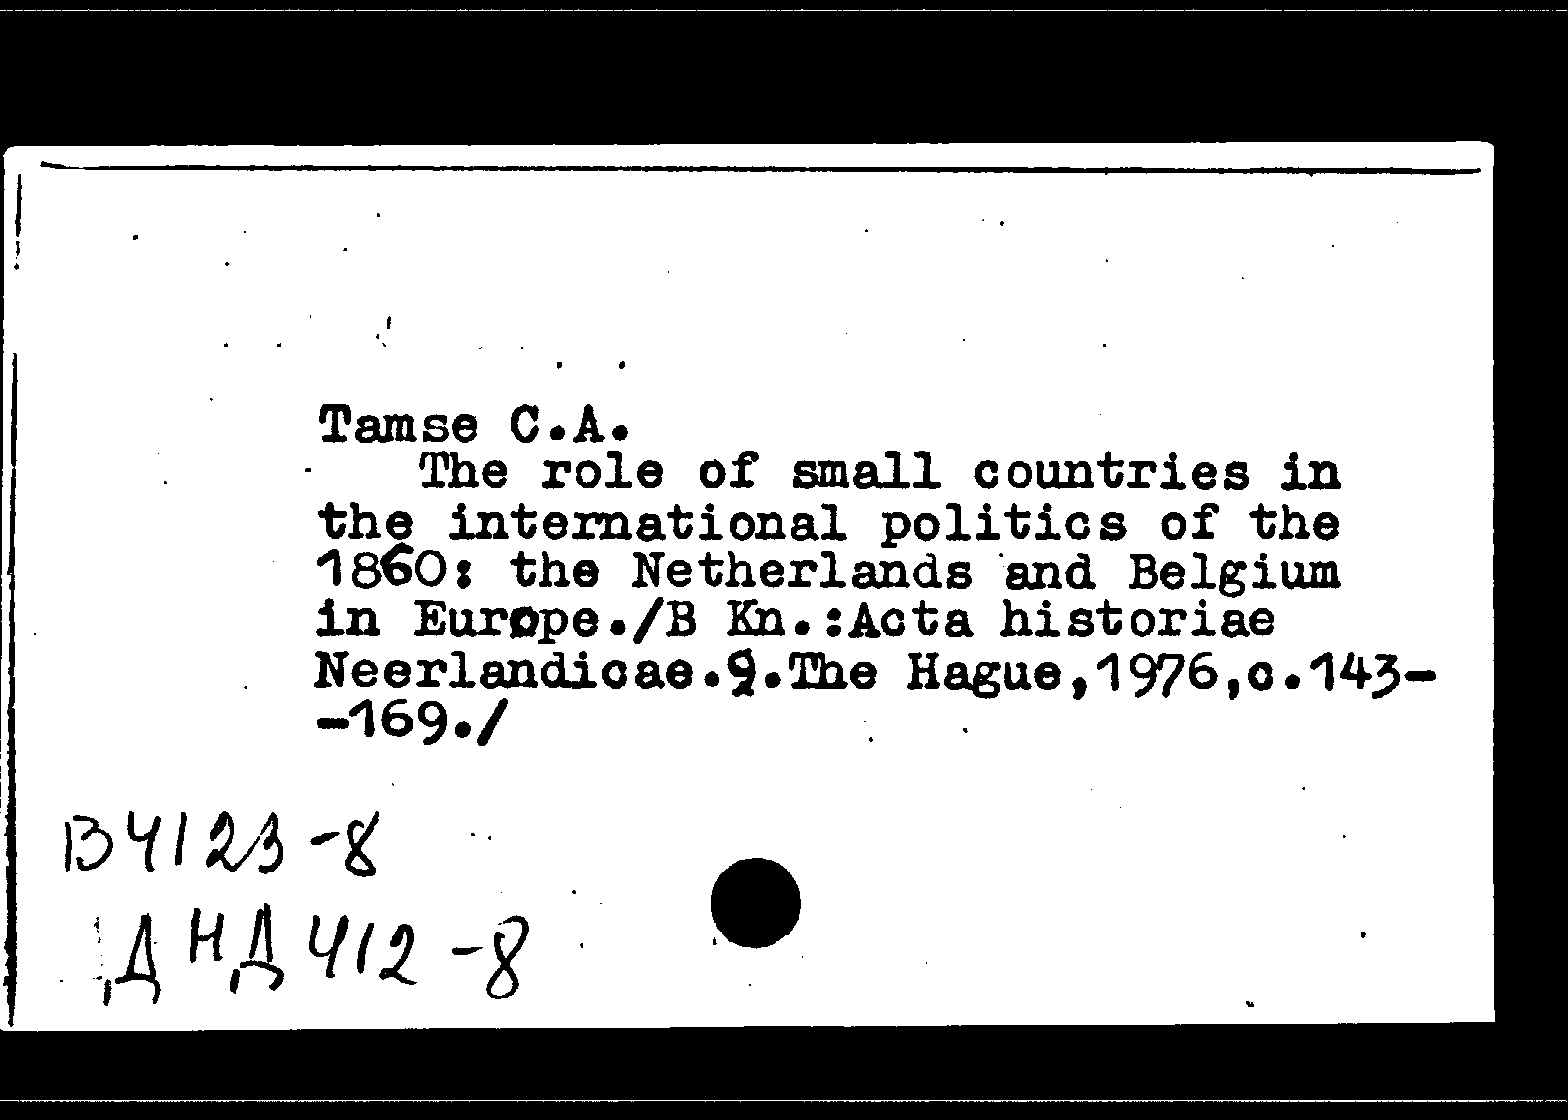 Tamse C.A.
The role of small countries in
the international politics of the
1860: the Netherlands and Belgium
in Europe./В Кн.:Acta historiae
Neerlandicae.9.The Hague,1976,c.143-
-169./
В4123-8
ДНД412-8